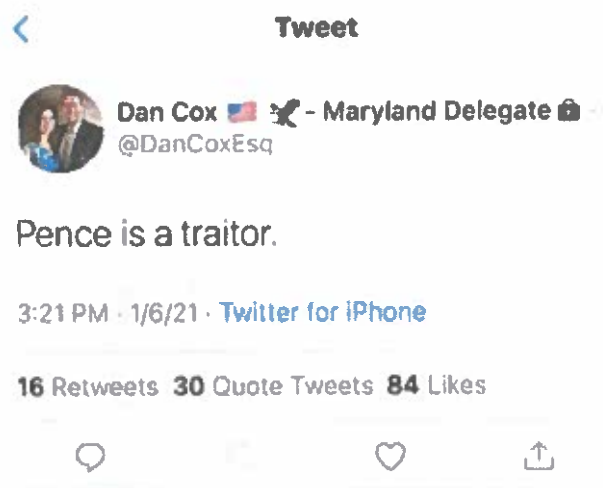 Tweet
Dan Cox 🇺🇸 🦅 - Maryland Delegate 🔒
@DanCoxEsq
Pence is a traitor.
3:21 PM · 1/6/21 · Twitter for iPhone
16 Retweets 30 Quote Tweets 84 Likes